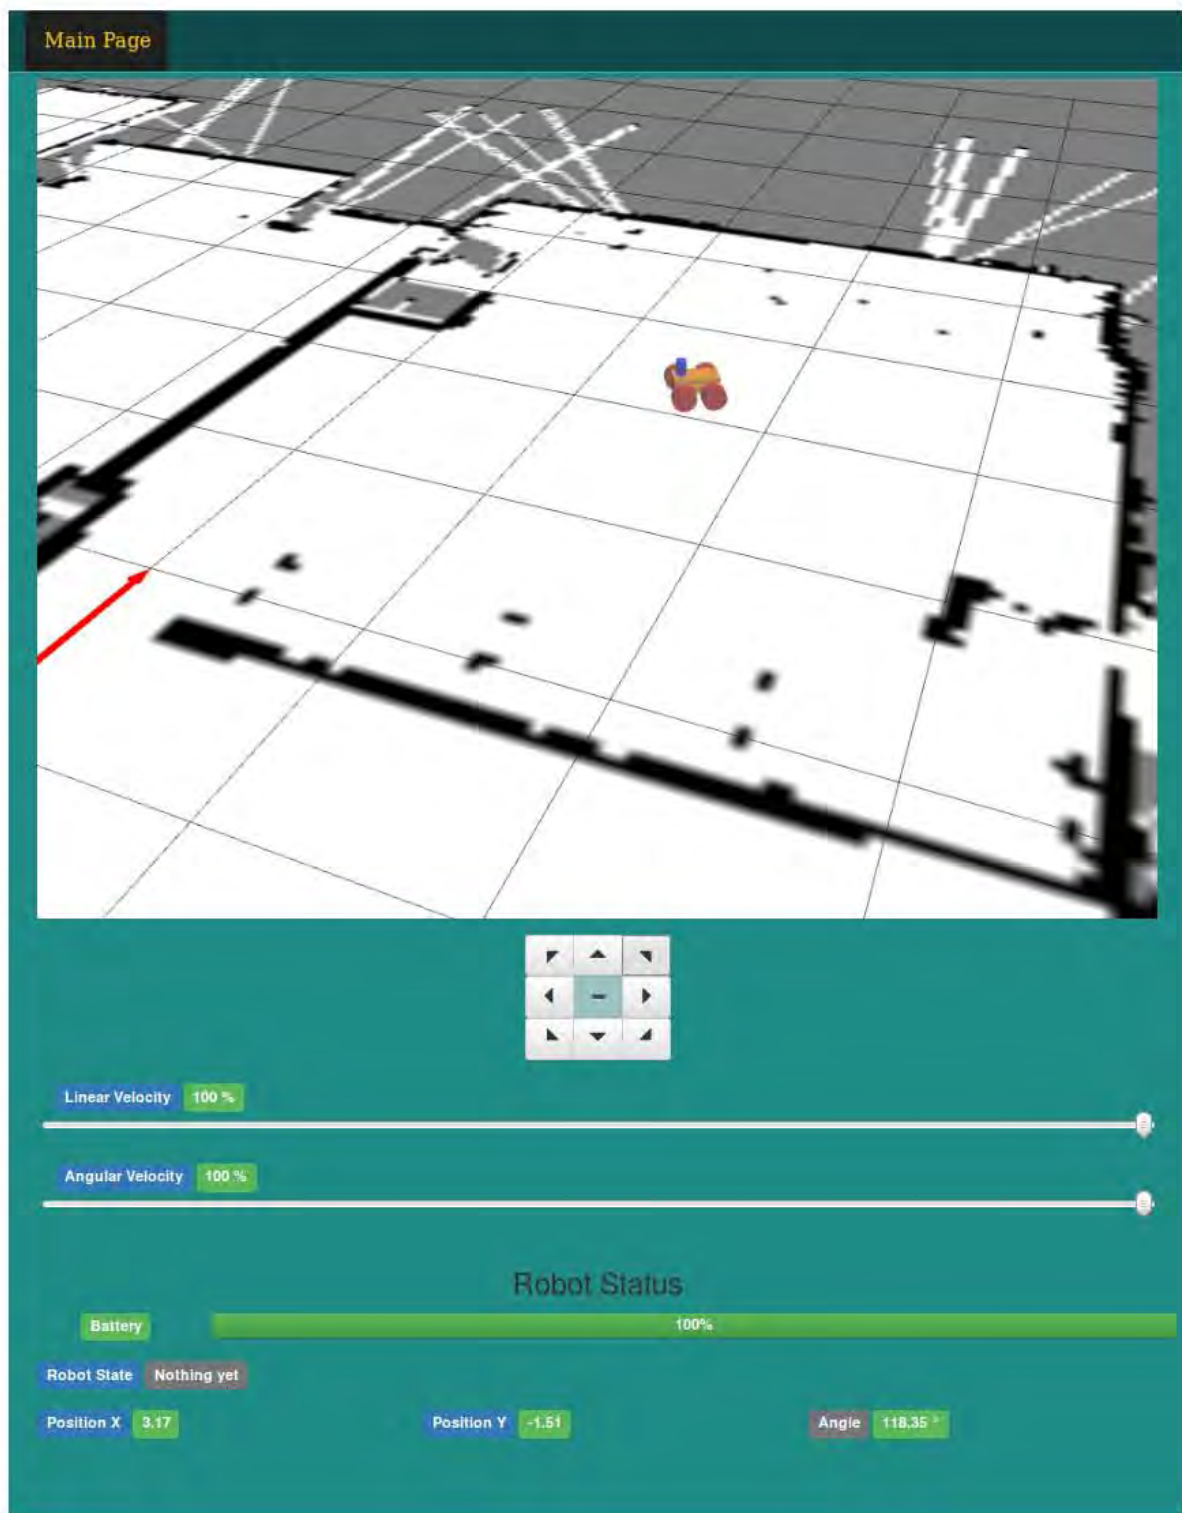 Main Page
Linear Velocity 100 %
Angular Velocity 100 %
Robot Status
Battery 100%
Robot State Nothing yet
Position X 3.17 Position Y -1.51 Angle 118.35 °